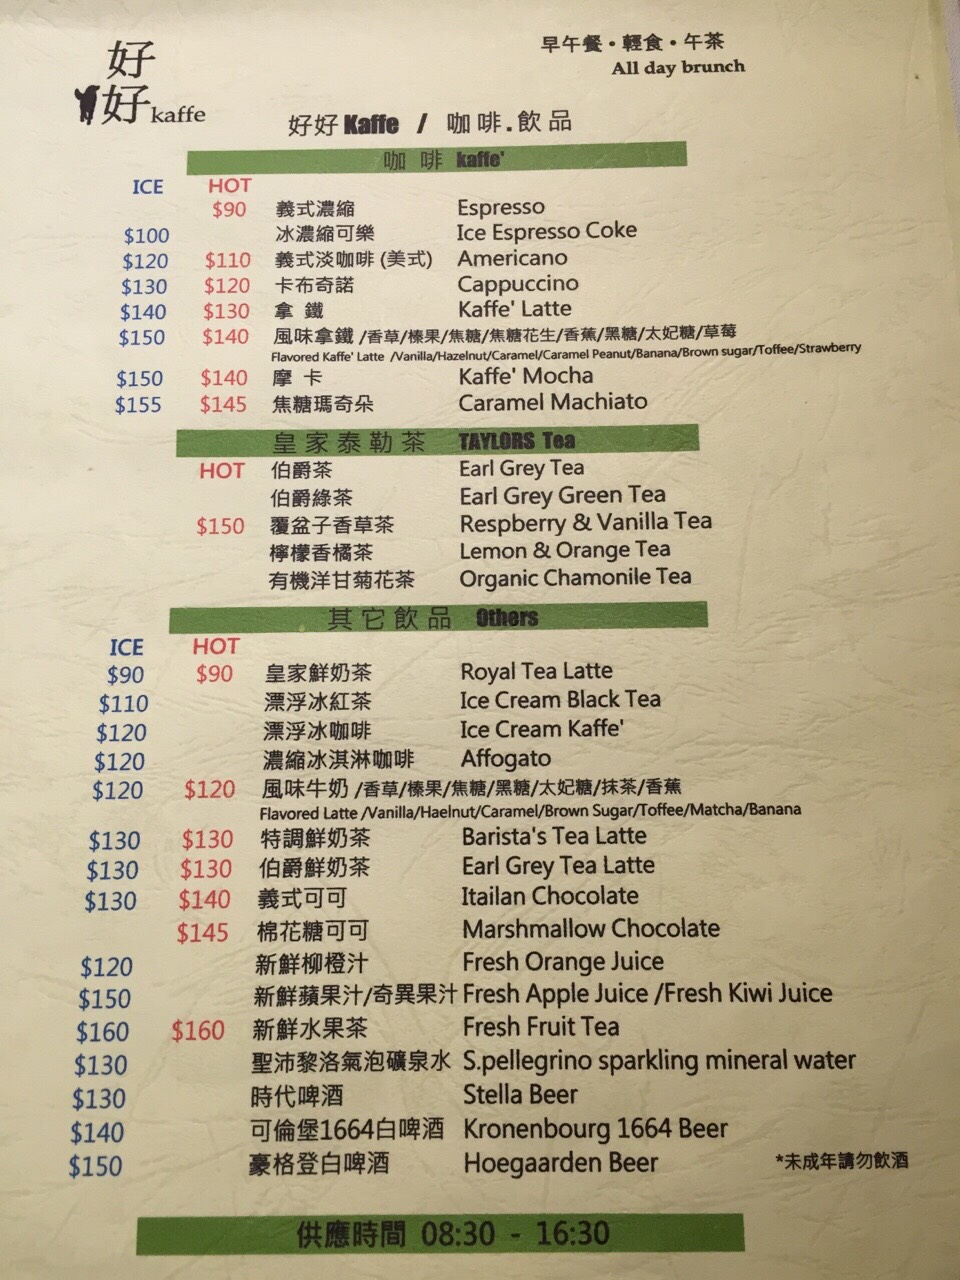 好
好kaffe
早午餐・輕食・午茶
All day brunch
好好 Kaffe / 咖啡.飲品
咖啡 kaffe'
ICE HOT
$90 義式濃縮 Espresso
$100 冰濃縮可樂 Ice Espresso Coke
$120 $110 義式淡咖啡 (美式) Americano
$130 $120 卡布奇諾 Cappuccino
$140 $130 拿鐵 Kaffe' Latte
$150 $140 風味拿鐵 /香草/榛果/焦糖/焦糖花生/香蕉/黑糖/太妃糖/草莓
Flavored Kaffe' Latte /Vanilla/Hazelnut/Caramel/Caramel Peanut/Banana/Brown sugar/Toffee/Strawberry
$150 $140 摩卡 Kaffe' Mocha
$155 $145 焦糖瑪奇朵 Caramel Machiato
皇家泰勒茶 TAYLORS Tea
HOT 伯爵茶 Earl Grey Tea
伯爵綠茶 Earl Grey Green Tea
$150 覆盆子香草茶 Respberry & Vanilla Tea
檸檬香橘茶 Lemon & Orange Tea
有機洋甘菊花茶 Organic Chamonile Tea
其它飲品 Others
ICE HOT
$90 $90 皇家鮮奶茶 Royal Tea Latte
$110 漂浮冰紅茶 Ice Cream Black Tea
$120 漂浮冰咖啡 Ice Cream Kaffe'
$120 濃縮冰淇淋咖啡 Affogato
$120 $120 風味牛奶 /香草/榛果/焦糖/黑糖/太妃糖/抹茶/香蕉
Flavored Latte /Vanilla/Haelnut/Caramel/Brown Sugar/Toffee/Matcha/Banana
$130 $130 特調鮮奶茶 Barista's Tea Latte
$130 $130 伯爵鮮奶茶 Earl Grey Tea Latte
$130 $140 義式可可 Itailan Chocolate
$145 棉花糖可可 Marshmallow Chocolate
$120 新鮮柳橙汁 Fresh Orange Juice
$150 新鮮蘋果汁/奇異果汁 Fresh Apple Juice /Fresh Kiwi Juice
$160 $160 新鮮水果茶 Fresh Fruit Tea
$130 聖沛黎洛氣泡礦泉水 S.pellegrino sparkling mineral water
$130 時代啤酒 Stella Beer
$140 可倫堡1664白啤酒 Kronenbourg 1664 Beer
$150 豪格登白啤酒 Hoegaarden Beer *未成年請勿飲酒
供應時間 08:30 - 16:30